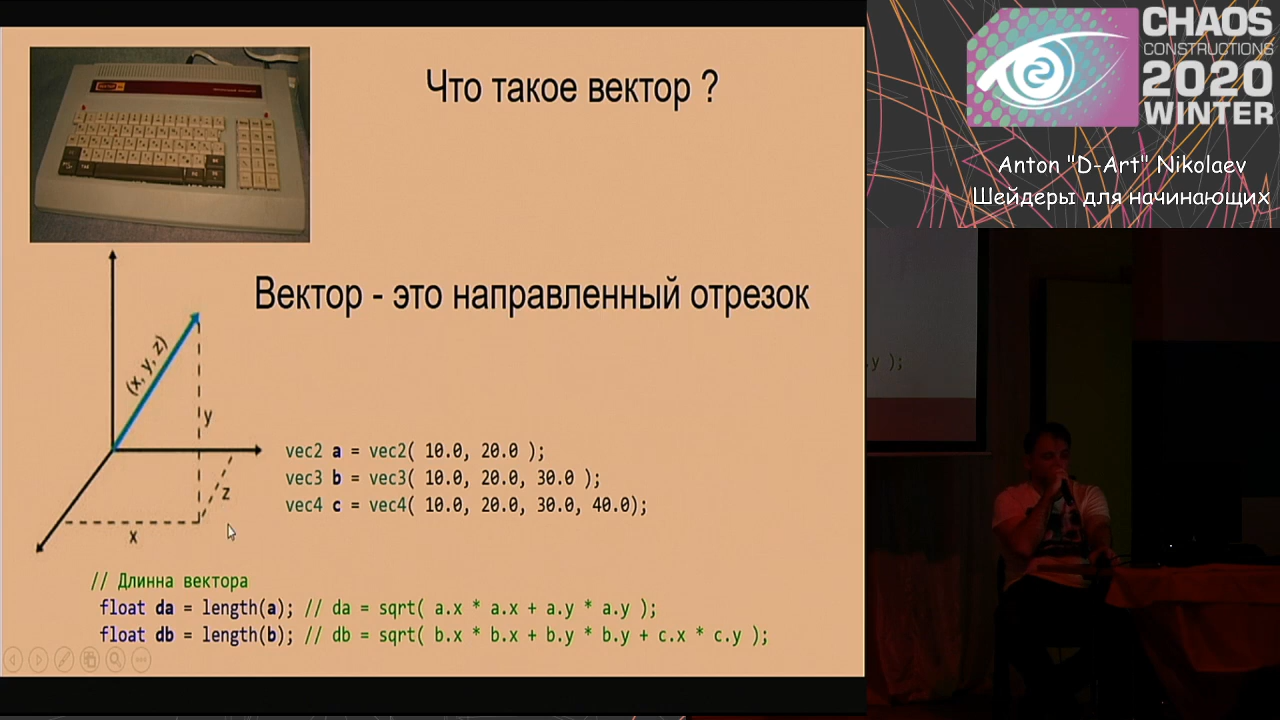 Что такое вектор ?
Вектор - это направленный отрезок
(x, y, z)
y
z
x
vec2 a = vec2( 10.0, 20.0 );
vec3 b = vec3( 10.0, 20.0, 30.0 );
vec4 c = vec4( 10.0, 20.0, 30.0, 40.0);
// Длинна вектора
float da = length(a); // da = sqrt( a.x * a.x + a.y * a.y );
float db = length(b); // db = sqrt( b.x * b.x + b.y * b.y + c.x * c.y );
CHAOS
CONSTRUCTIONS
2020
WINTER
Anton "D-Art" Nikolaev
Шейдеры для начинающих
.y );